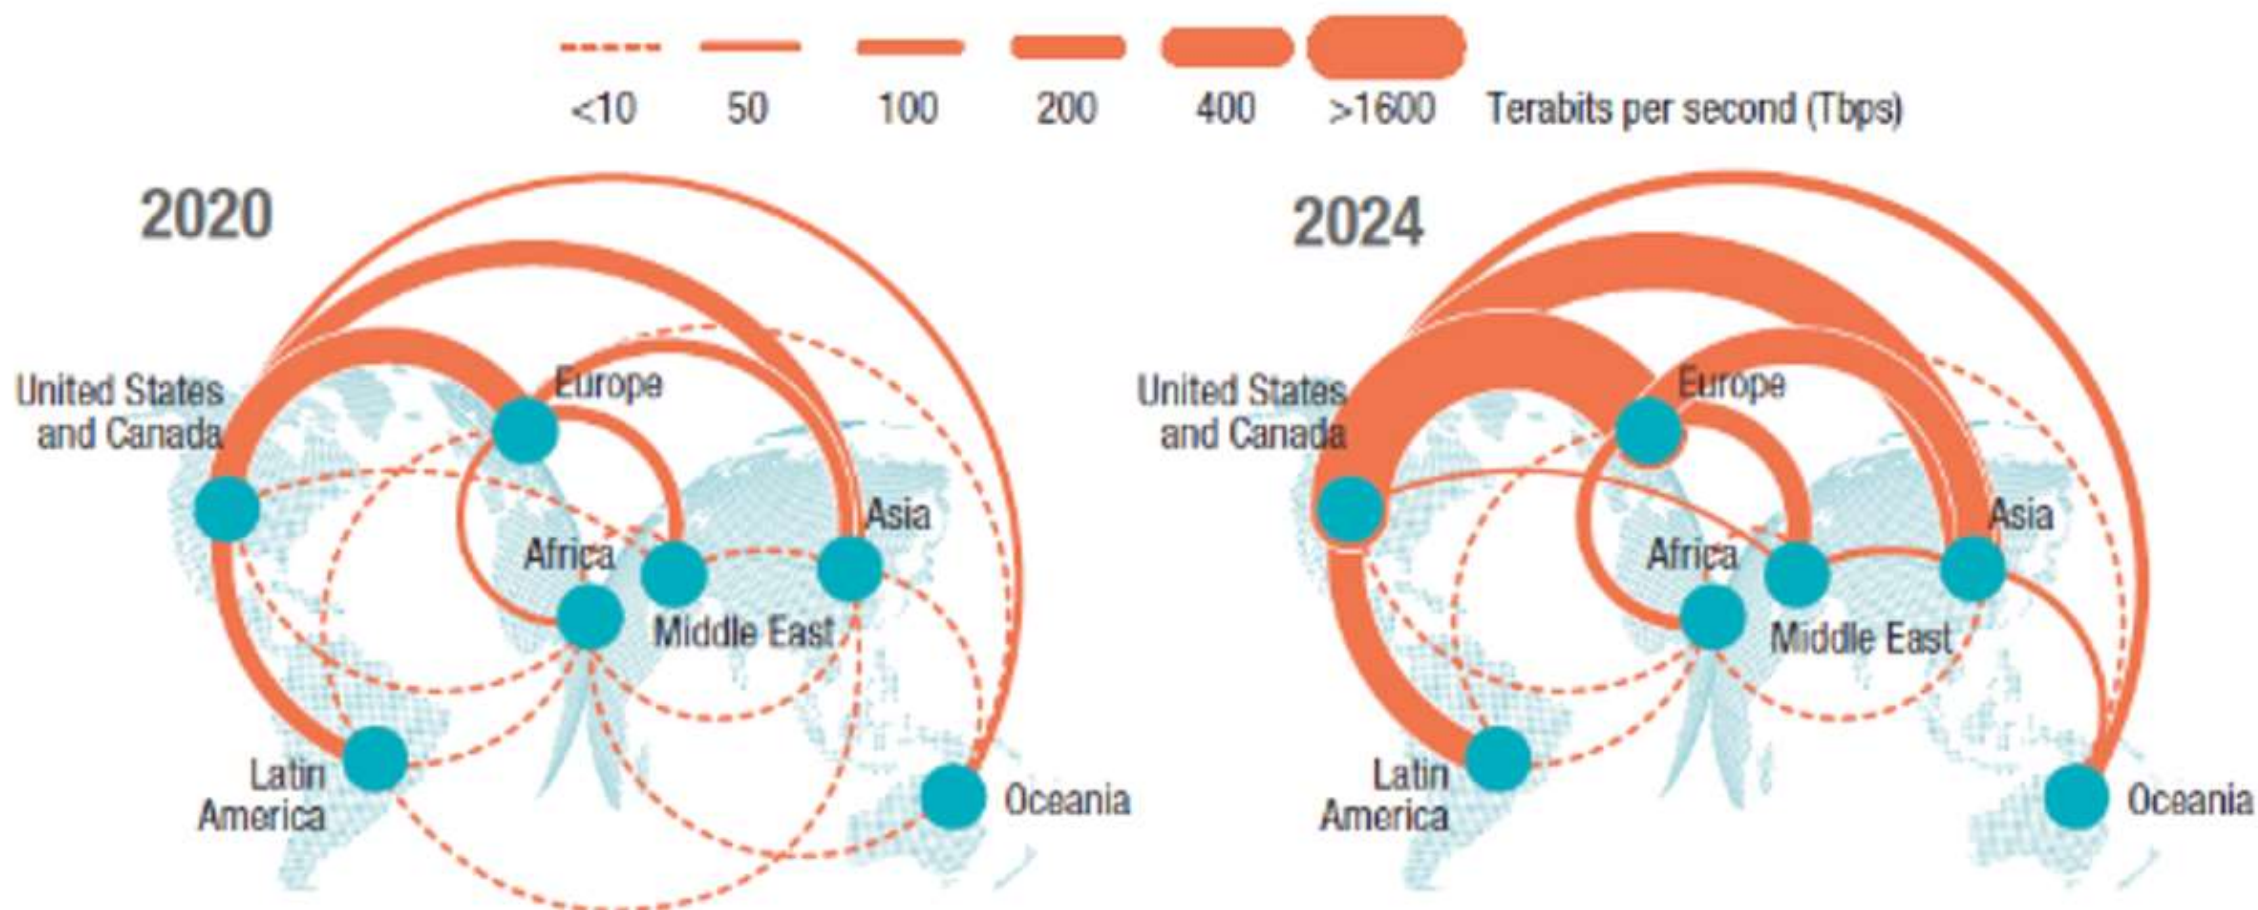 <10 50 100 200 400 >1600 Terabits per second (Tbps)
2020
United States
and Canada
Europe
Africa
Asia
Middle East
Latin
America
Oceania
2024
United States
and Canada
Europe
Africa
Asia
Middle East
Latin
America
Oceania